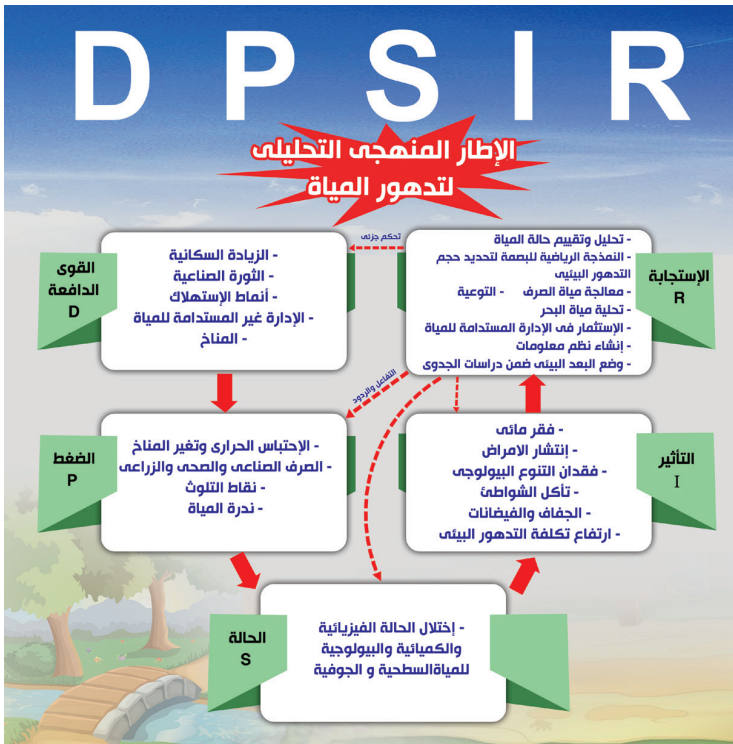 D P S I R
الإطار المنهجى التحليلى
لتدهور المياة
القوى
الدافعة
D
- الزيادة السكانية
- الثورة الصناعية
- أنماط الإستهلاك
- الإدارة غير المستدامة للمياة
- المناخ
تحكم جزئى
الإستجابة
R
- تحليل وتقييم حالة المياة
- النمذجة الرياضية للبصمة لتحديد حجم
التدهور البيئيى
- معالجة مياة الصرف - التوعية
- تحلية مياة البحر
- الإستثمار فى الإدارة المستدامة للمياة
- إنشاء نظم معلومات
- وضع البعد البيئى ضمن دراسات الجدوى
التفاعل والردود
الضغط
P
- الإحتباس الحرارى وتغير المناخ
- الصرف الصناعى والصحى والزراعى
- نقاط التلوث
- ندرة المياة
التأثير
I
- فقر مائى
- إنتشار الامراض
- فقدان التنوع البيولوجى
- تأكل الشواطئ
- الجفاف والفيضانات
- ارتفاع تكلفة التدهور البيئى
الحالة
S
- إختلال الحالة الفيزيائية
والكميائية والبيولوجية
للمياةالسطحية و الجوفية